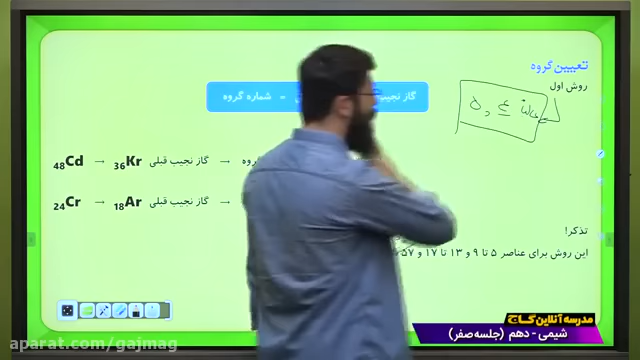 تعیین گروه
روش اول
گاز نجیب
= شماره گروه
₄₈Cd → ₃₆Kr گاز نجیب قبلی → گروه
₂₄Cr → ₁₈Ar گاز نجیب قبلی →
تذکر!
این روش برای عناصر ۵ تا ۹ و ۱۳ تا ۱۷ و ۵۷
مدرسه آنلاین گاج
شیمی - دهم (جلسه صفر)
aparat.com/gajmag